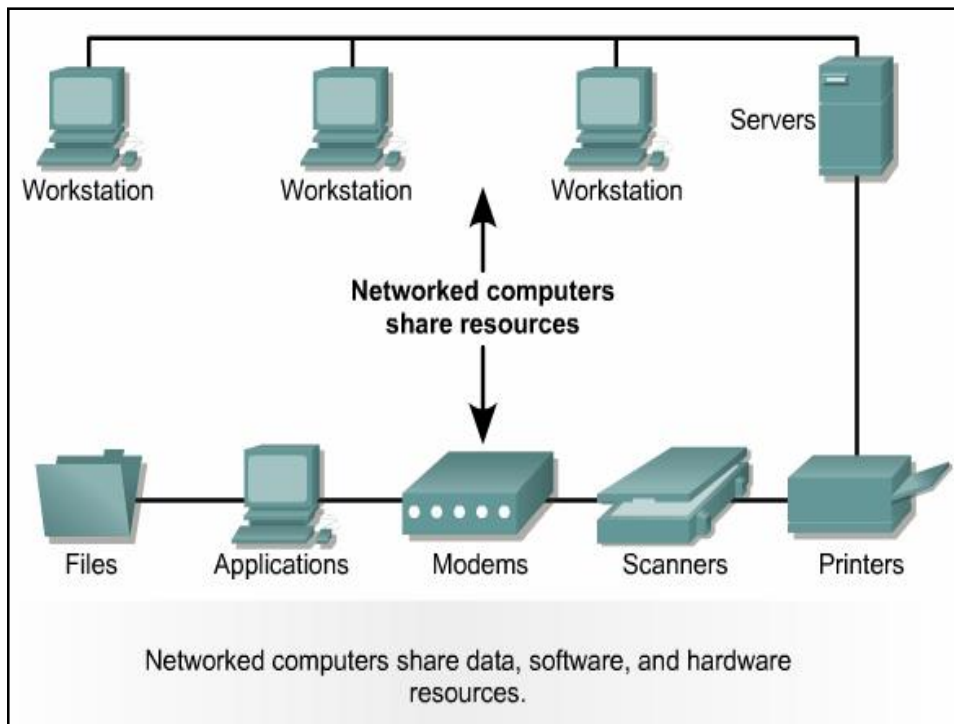 Servers
Workstation
Workstation
Workstation
Networked computers
share resources
Files
Applications
Modems
Scanners
Printers
Networked computers share data, software, and hardware
resources.